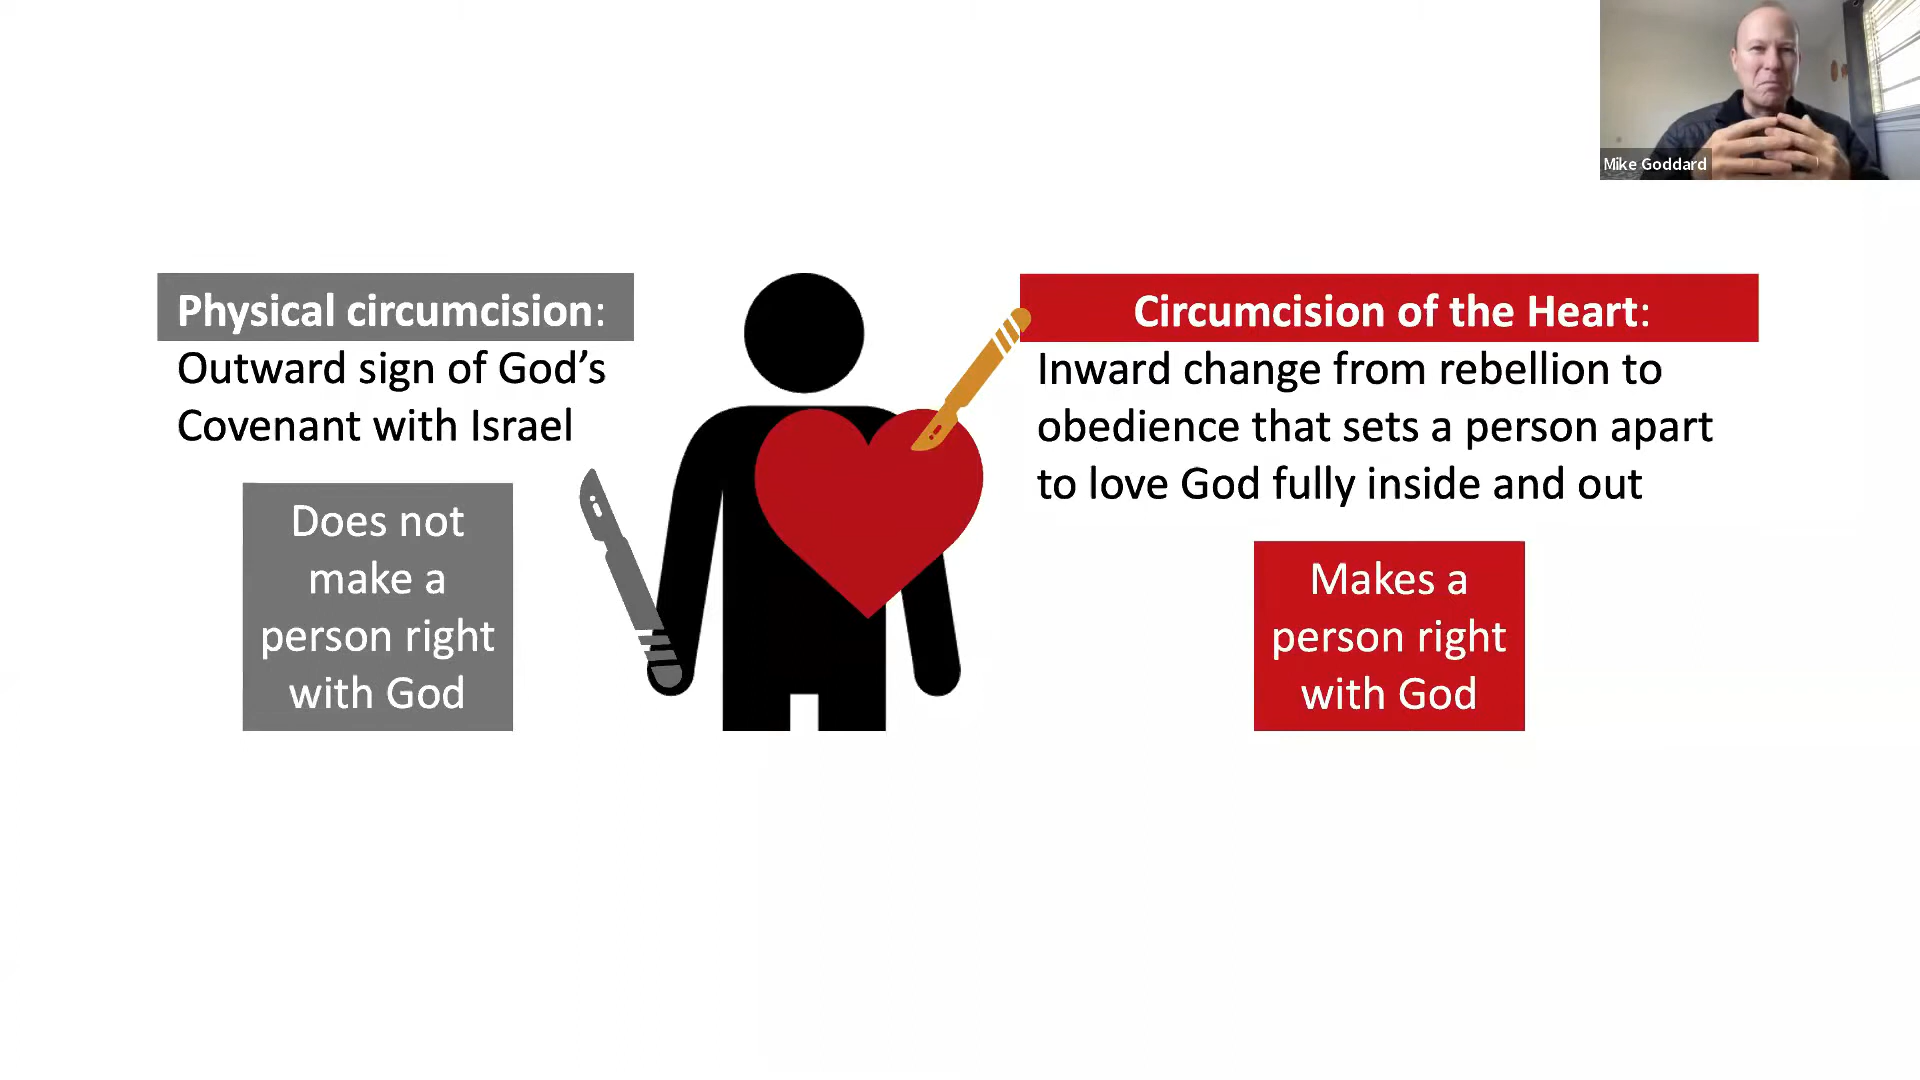 Mike Goddard
Physical circumcision:
Outward sign of God’s
Covenant with Israel
Does not
make a
person right
with God
Circumcision of the Heart:
Inward change from rebellion to
obedience that sets a person apart
to love God fully inside and out
Makes a
person right
with God